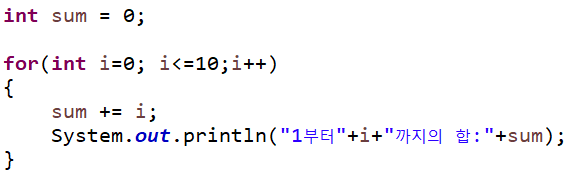 int sum = 0;
for(int i=0; i<=10;i++)
{
sum += i;
System.out.println("1부터"+i+"까지의 합:"+sum);
}